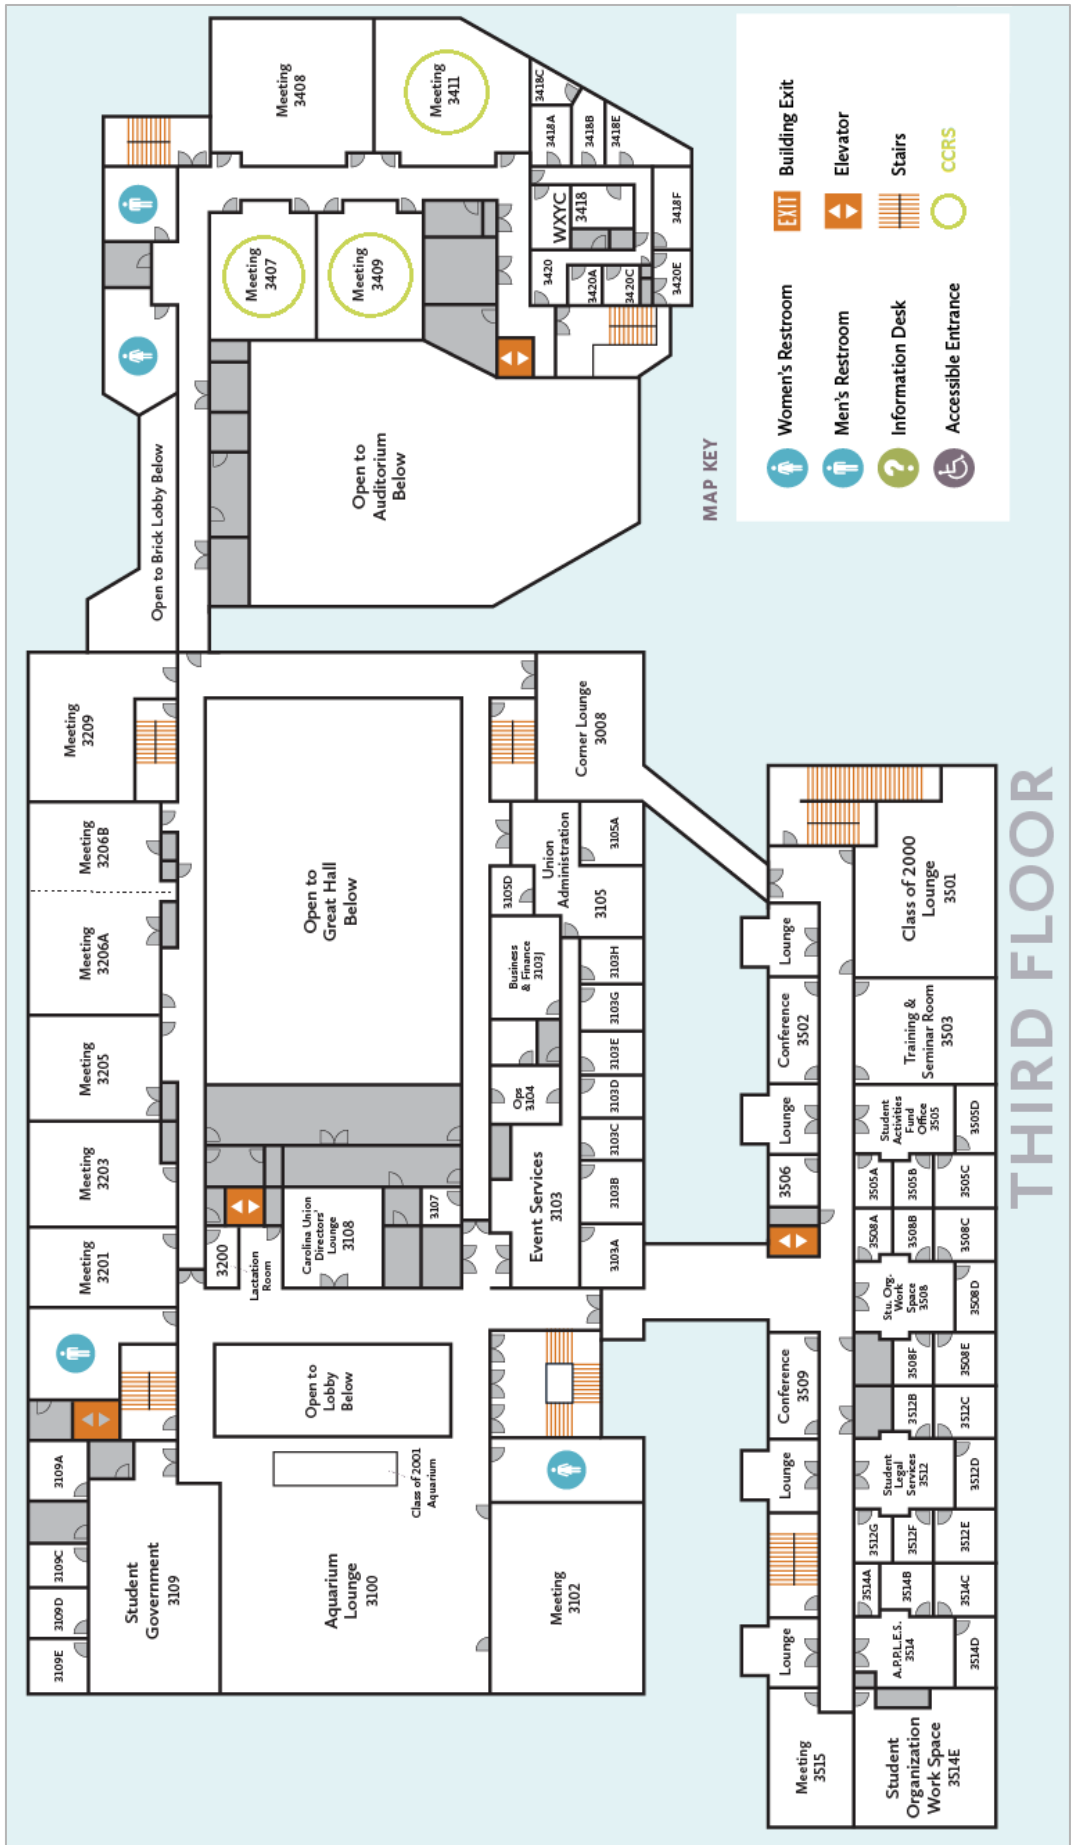 3109E
3109D
3109C
3109A
Student
Government
3109
Meeting
3201
Meeting
3203
Meeting
3205
Meeting
3206A
Meeting
3206B
Meeting
3209
Open to Brick Lobby Below
Aquarium
Lounge
3100
Class of 2001
Aquarium
Open to
Lobby
Below
3200
Lactation
Room
Carolina Union
Directors'
Lounge
3108
3107
Open to
Great Hall
Below
Meeting
3407
Meeting
3409
Meeting
3408
Meeting
3411
Open to
Auditorium
Below
3418C
3418A
3418B
3418E
WXYC
3418
3418F
3420
3420A
3420C
3420E
Meeting
3102
Event Services
3103
Ops
3104
Business
& Finance
3103J
3105D
Union
Administration
3105
3105A
Corner Lounge
3008
3103A
3103B
3103C
3103D
3103E
3103G
3103H
Meeting
3515
Lounge
Lounge
Conference
3509
3506
Lounge
Conference
3502
Lounge
Student
Organization
Work Space
3514E
A.P.P.L.E.S.
3514
3514A
3514B
3514C
3514D
3512G
3512F
3512E
Student
Legal
Services
3512
3512D
3512B
3512C
3508F
3508E
Stu. Org.
Work
Space
3508
3508D
3508A
3508B
3508C
3505A
3505B
3505C
Student
Activities
Fund
Office
3505
3505D
Training &
Seminar Room
3503
Class of 2000
Lounge
3501
MAP KEY
Women's Restroom
Men's Restroom
?
Information Desk
Accessible Entrance
EXIT
Building Exit
Elevator
Stairs
CCRS
THIRD FLOOR